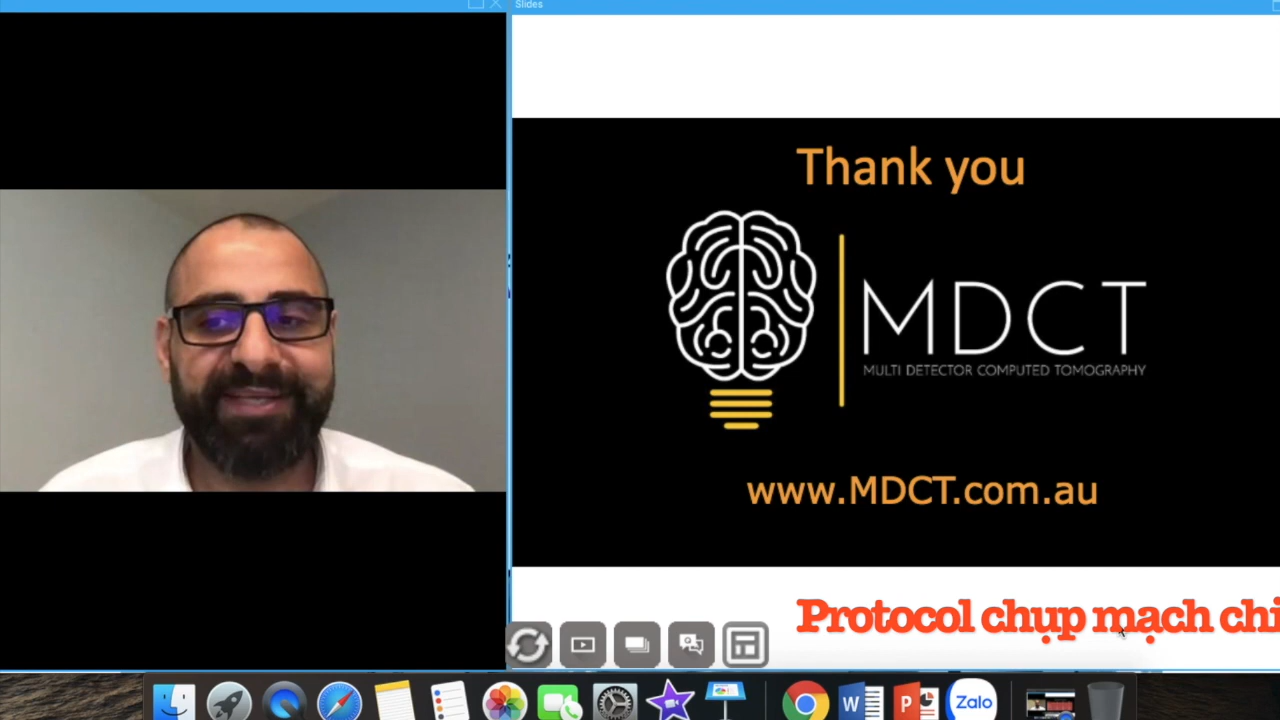 Slides
Thank you
MDCT
MULTI DETECTOR COMPUTED TOMOGRAPHY
www.MDCT.com.au
Protocol chụp mạch chi
W
P
Zalo